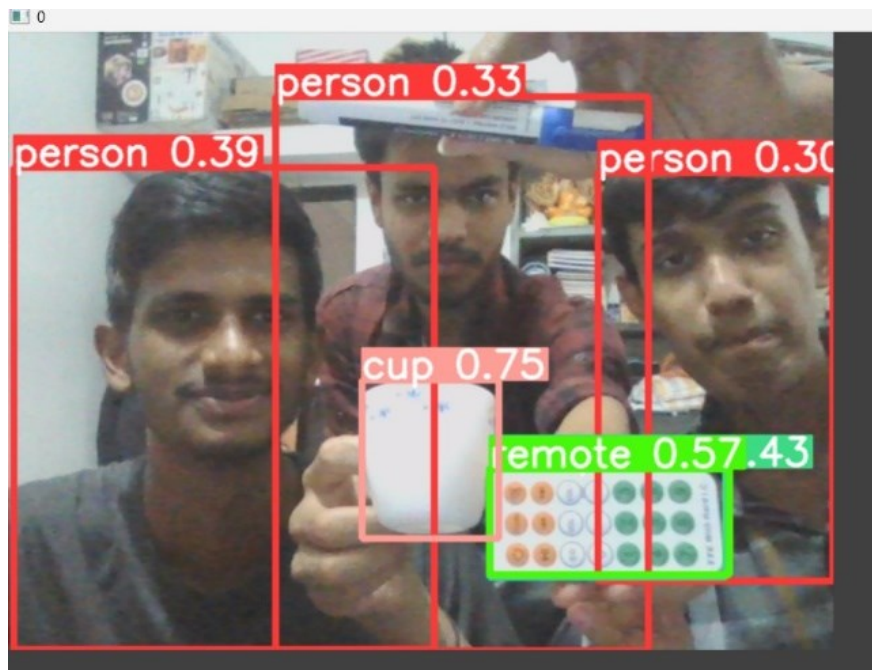 0
person 0.33
person 0.39
person 0.30
cup 0.75
remote 0.57.43